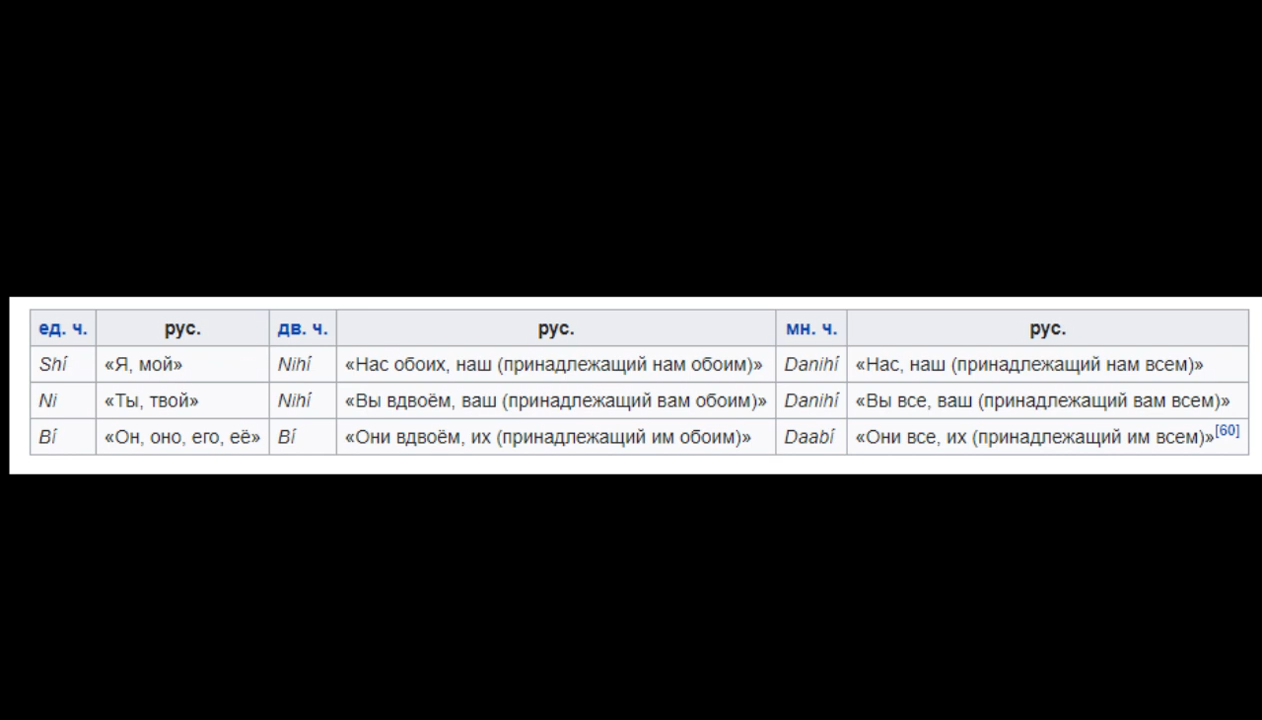 ед. ч. рус. дв. ч. рус. мн. ч. рус.
Shí «Я, мой» Nihí «Нас обоих, наш (принадлежащий нам обоим)» Danihí «Нас, наш (принадлежащий нам всем)»
Ni «Ты, твой» Nihí «Вы вдвоём, ваш (принадлежащий вам обоим)» Danihí «Вы все, ваш (принадлежащий вам всем)»
Bí «Он, оно, его, её» Bí «Они вдвоём, их (принадлежащий им обоим)» Daabí «Они все, их (принадлежащий им всем)»[60]